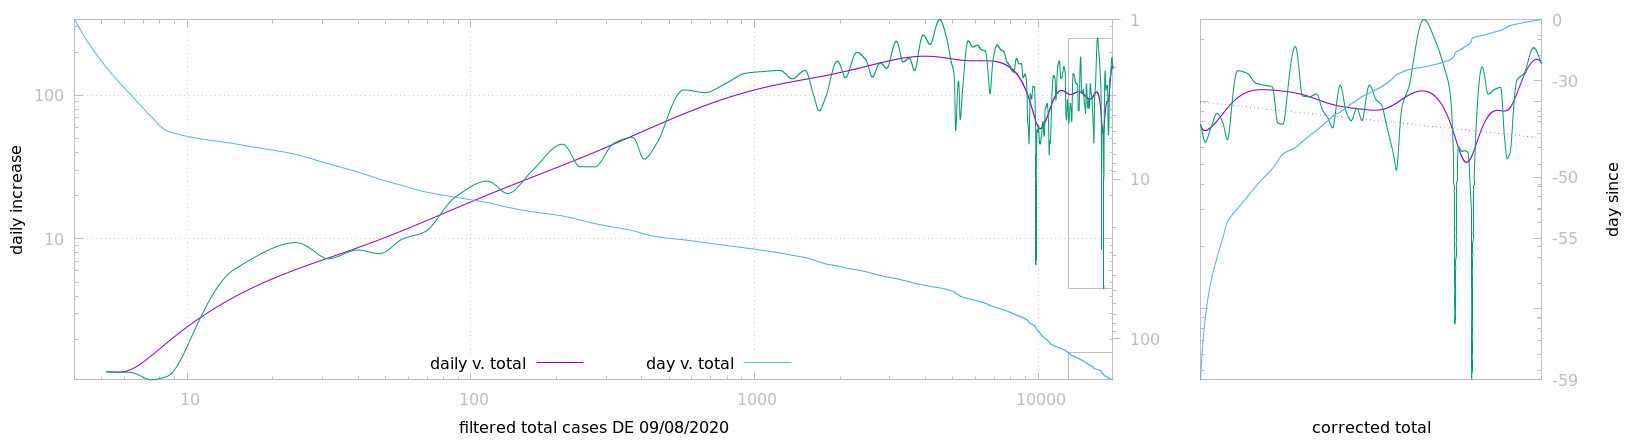 daily increase
100
10
daily v. total
day v. total
10
100
1000
10000
1
10
100
filtered total cases DE 09/08/2020
0
-30
-50
-55
-59
day since
corrected total